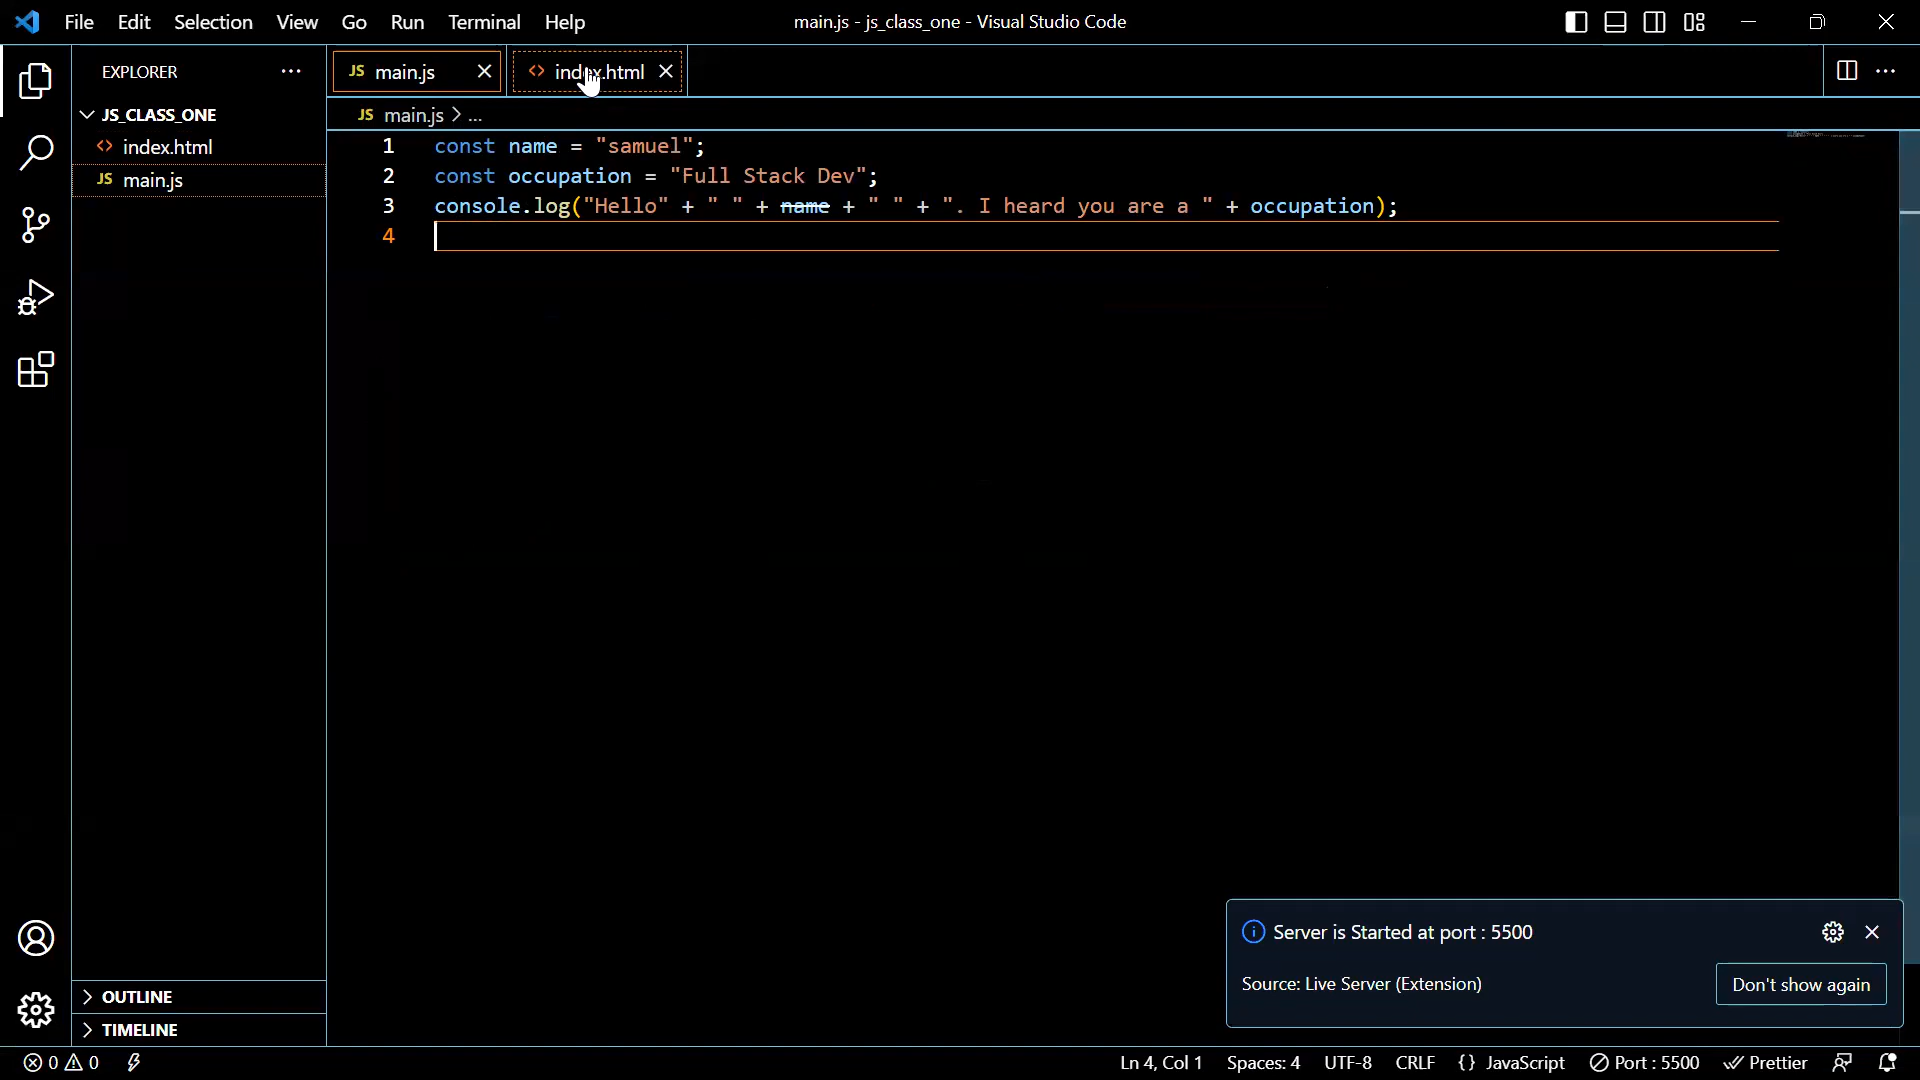 File Edit Selection View Go Run Terminal Help main.js - js_class_one - Visual Studio Code
EXPLORER
JS main.js
<> index.html
JS_CLASS_ONE
<> index.html
JS main.js
JS main.js > ...
1 const name = "samuel";
2 const occupation = "Full Stack Dev";
3 console.log("Hello" + " " + name + " " + ". I heard you are a " + occupation);
4
Server is Started at port : 5500
Source: Live Server (Extension)
Don't show again
OUTLINE
TIMELINE
0 0 Ln 4, Col 1 Spaces: 4 UTF-8 CRLF {} JavaScript Port : 5500 Prettier